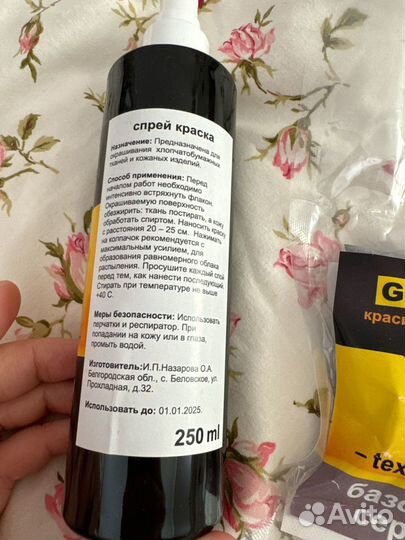 спрей краска
Назначение: Предназначена для
окрашивания хлопчатобумажных
тканей и кожаных изделий.
Способ применения: Перед
началом работ необходимо
интенсивно встряхнуть флакон.
Окрашиваемую поверхность
обезжирить: ткань постирать, а кожу
обработать спиртом. Наносить краску
с расстояния 20 – 25 см. Нажимать
на колпачок рекомендуется с
максимальным усилием, для
образования равномерного облака
распыления. Просушите каждый слой
перед тем, как нанести последующий.
Стирать при температуре не выше
+40 С.
Меры безопасности: Использовать
перчатки и респиратор. При
попадании на кожу или в глаза,
промыть водой.
Изготовитель:И.П.Назарова О.А.
Белгородская обл., с. Беловское, ул.
Прохладная, д.32.
Использовать до: 01.01.2025.
250 ml
G
краси
– tex
базо
Avito